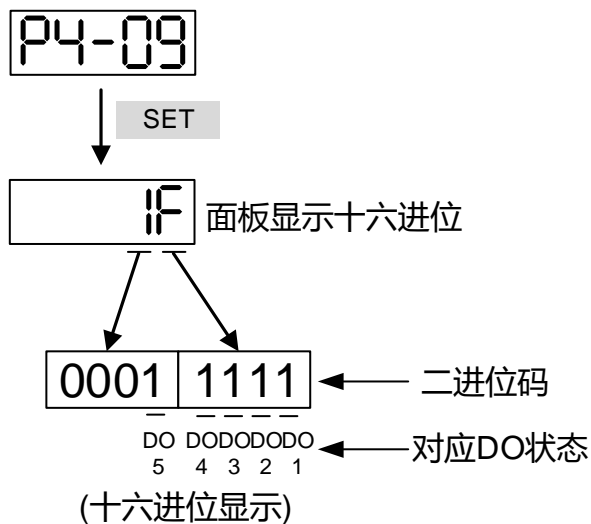 P4-09
SET
1F 面板显示十六进位
0001 1111 二进位码
DO DO DO DO DO 对应DO状态
5 4 3 2 1
(十六进位显示)